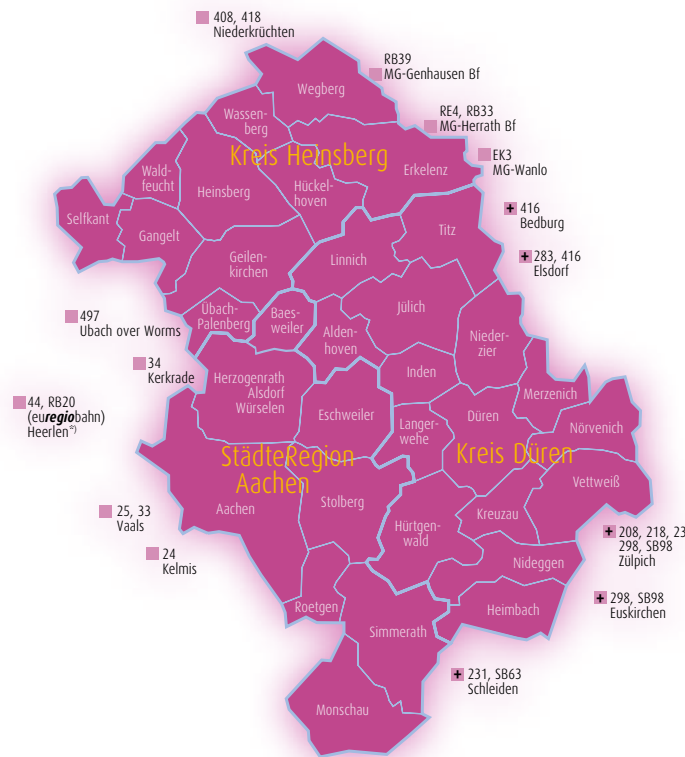 408, 418
Niederkrüchten
RB39
MG-Genhausen Bf
Wegberg
RE4, RB33
MG-Herrath Bf
Wassen-
berg
Kreis Heinsberg
EK3
MG-Wanlo
Erkelenz
Wald-
feucht
Heinsberg
Hückel-
hoven
Selfkant
Gangelt
+ 416
Bedburg
Titz
+ 283, 416
Elsdorf
Geilen-
kirchen
Linnich
497
Ubach over Worms
Übach-
Palenberg
Baes-
weiler
Jülich
Alden-
hoven
Nieder-
zier
34
Kerkrade
Herzogenrath
Alsdorf
Würselen
Inden
Merzenich
44, RB20
(euregiobahn)
Heerlen*)
Eschweiler
Langer-
wehe
Düren
Nörvenich
StädteRegion
Aachen
Kreis Düren
Vettweiß
Aachen
Stolberg
Hürtgen-
wald
Kreuzau
25, 33
Vaals
+ 208, 218, 23
298, SB98
Zülpich
24
Kelmis
Nideggen
Roetgen
Heimbach
+ 298, SB98
Euskirchen
Simmerath
+ 231, SB63
Schleiden
Monschau